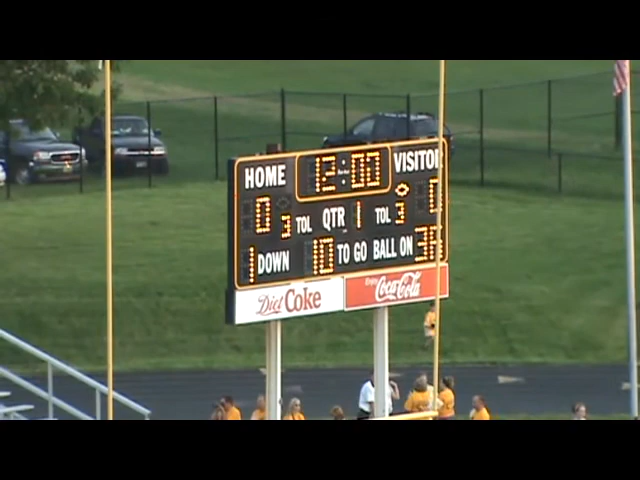 HOME 12:00 VISITOR
0 3 TOL QTR 1 TOL 3 0
1 DOWN 10 TO GO BALL ON
Diet Coke Enjoy Coca-Cola